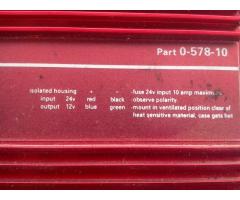 Part 0-578-10
isolated housing + - fuse 24v input 10 amp maximum
input 24v red black observe polarity.
output 12v blue green mount in ventilated position clear of
heat sensitive material, case gets hot